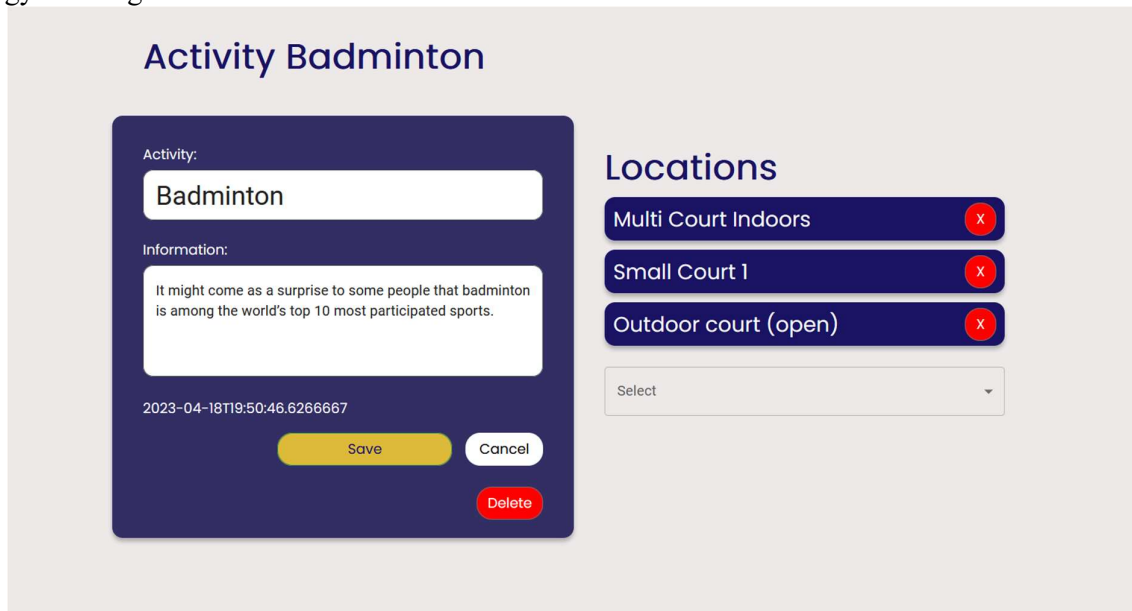 Activity Badminton
Activity:
Badminton
Information:
It might come as a surprise to some people that badminton
is among the world's top 10 most participated sports.
2023-04-18T19:50:46.6266667
Save
Cancel
Delete
Locations
Multi Court Indoors
X
Small Court 1
X
Outdoor court (open)
X
Select